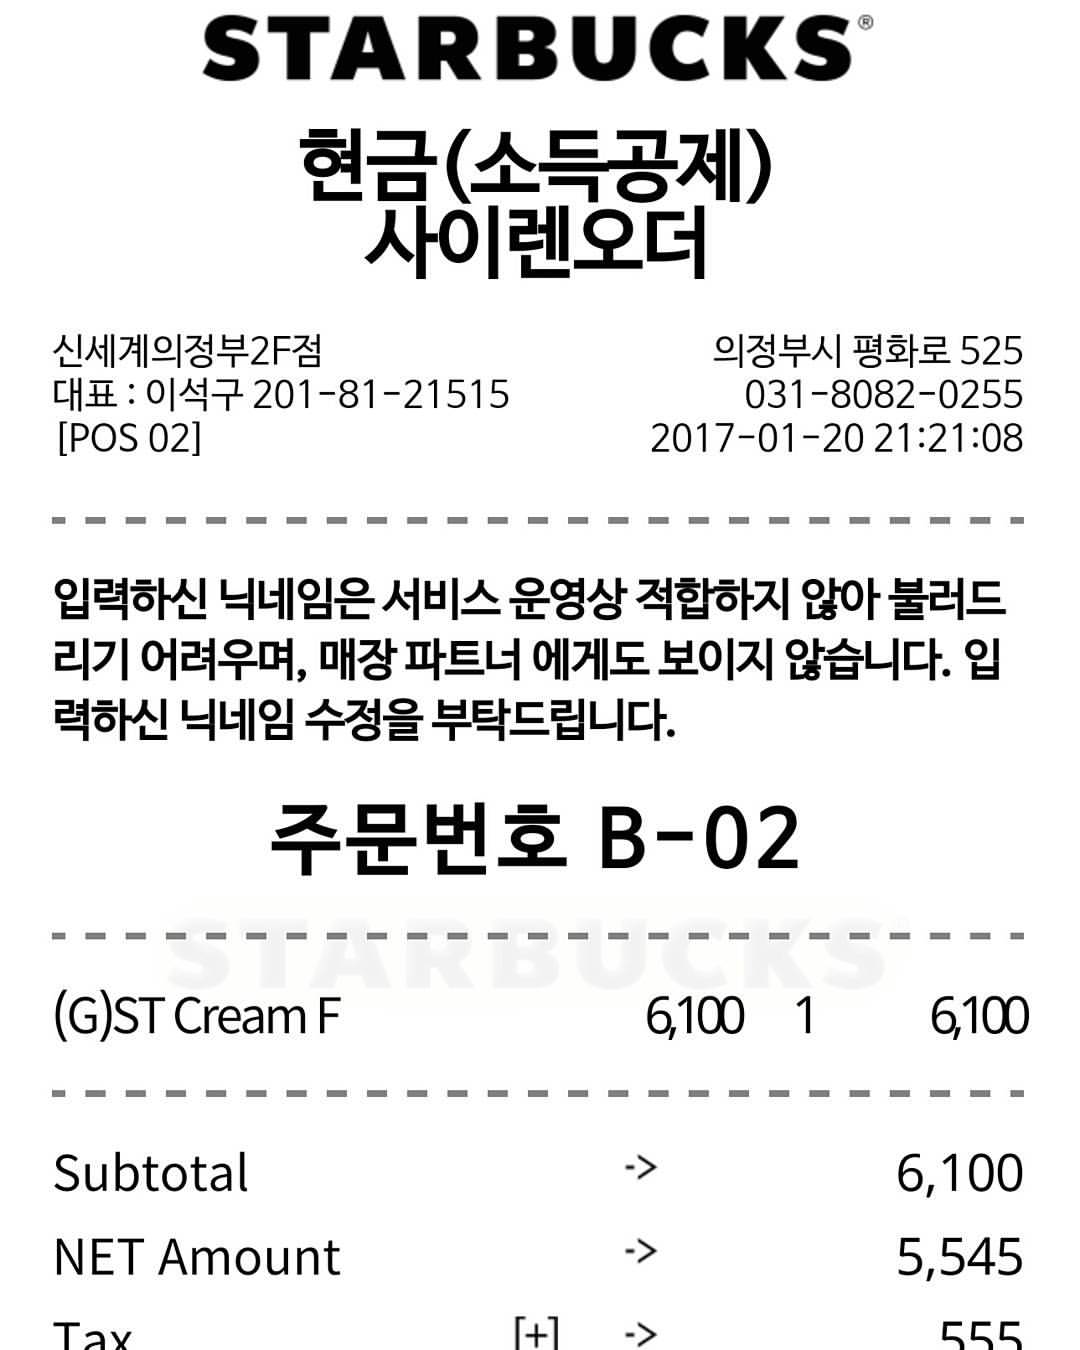 STARBUCKS®
현금(소득공제)
사이렌오더
신세계의정부2F점 의정부시 평화로 525
대표 : 이석구 201-81-21515 031-8082-0255
[POS 02] 2017-01-20 21:21:08
입력하신 닉네임은 서비스 운영상 적합하지 않아 불러드
리기 어려우며, 매장 파트너 에게도 보이지 않습니다. 입
력하신 닉네임 수정을 부탁드립니다.
주문번호 B-02
STARBUCKS
(G)ST Cream F 6,100 1 6,100
Subtotal -> 6,100
NET Amount -> 5,545
Tax [+] -> 555